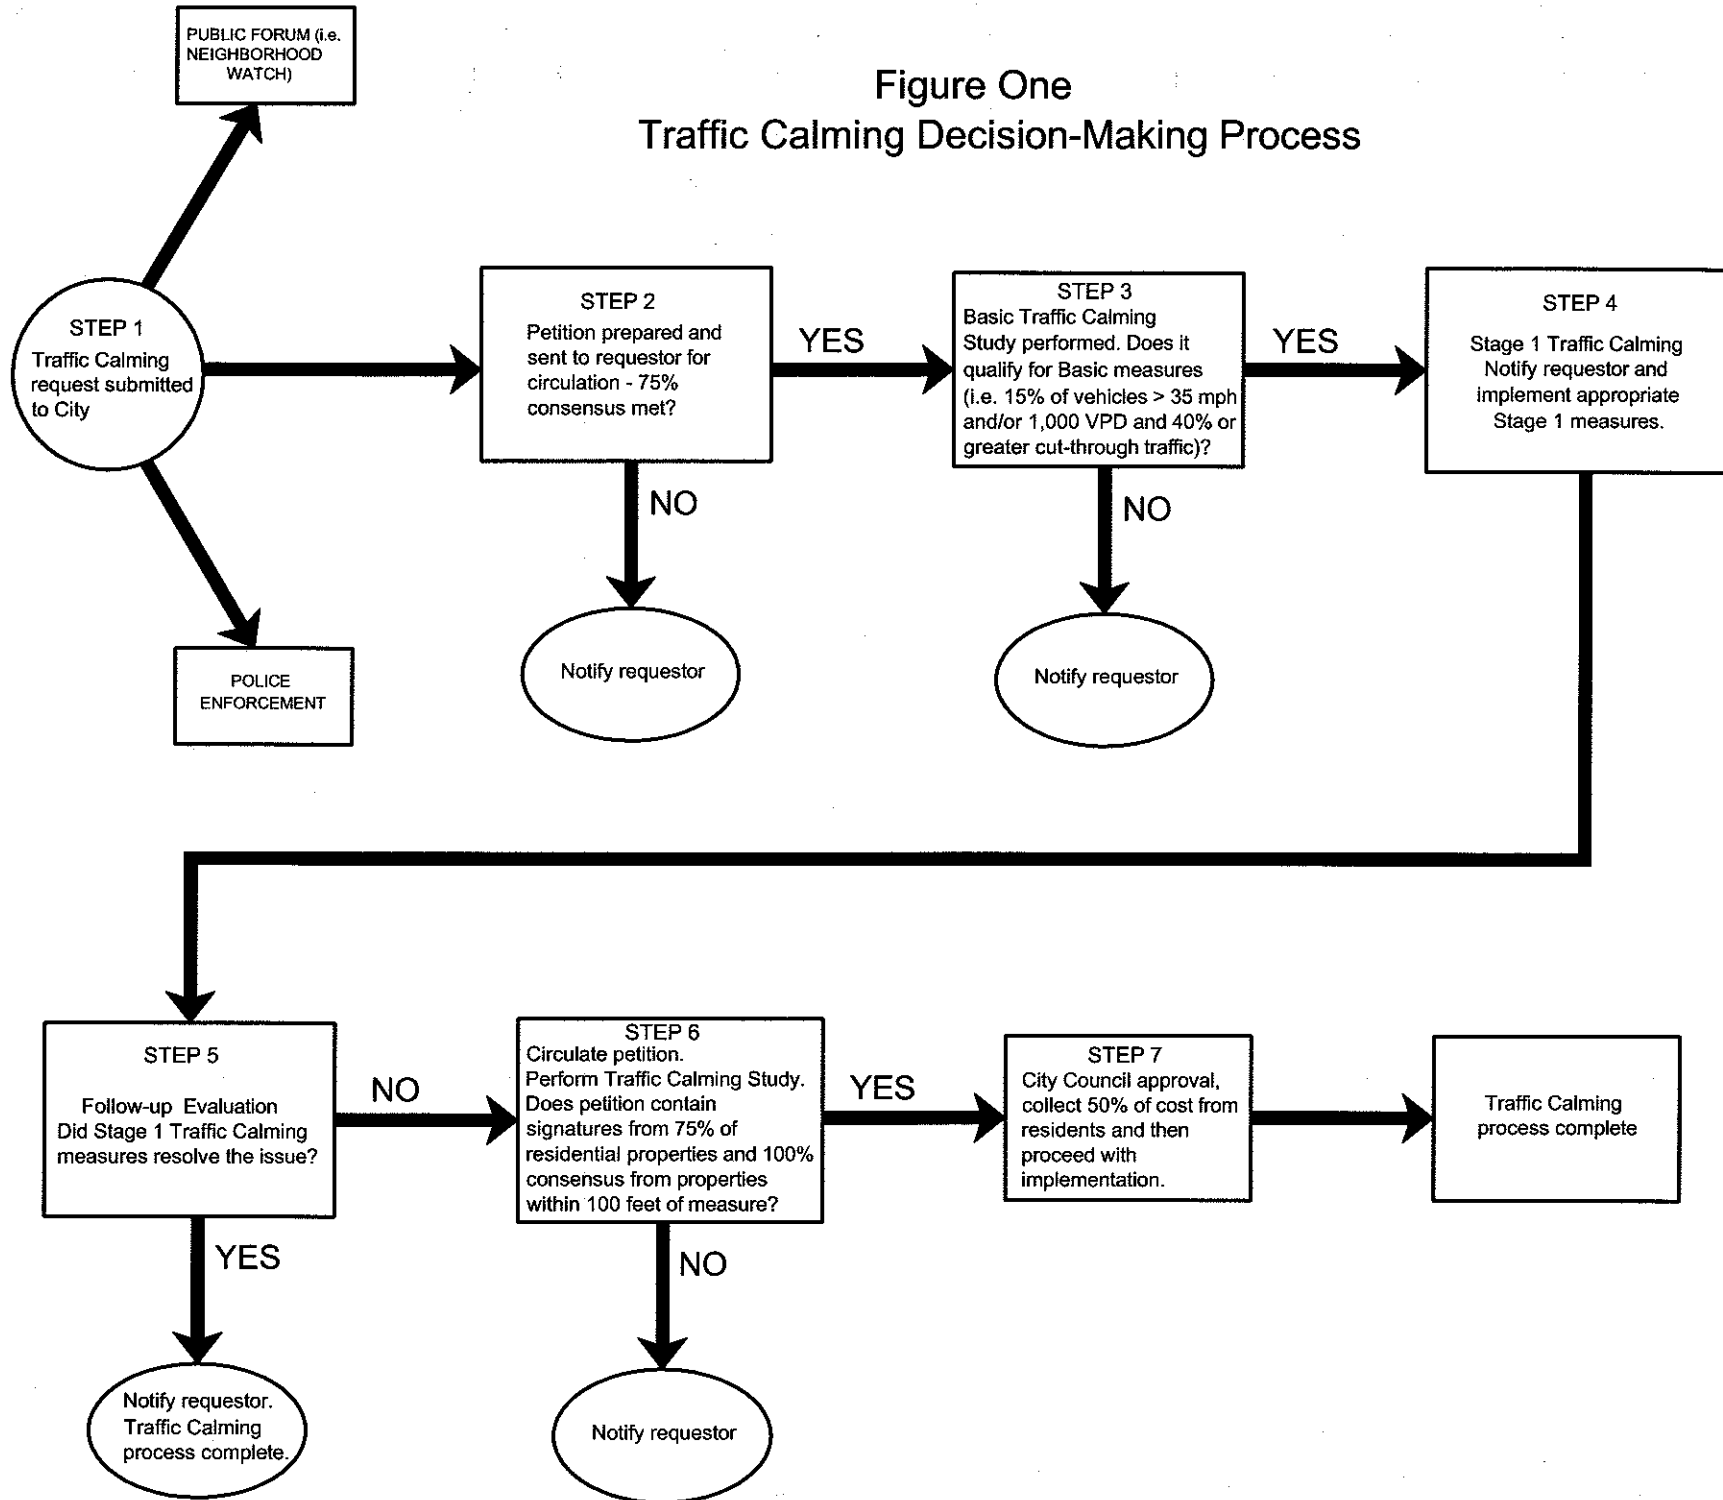 PUBLIC FORUM (i.e.
NEIGHBORHOOD
WATCH)
Figure One
Traffic Calming Decision-Making Process
STEP 1
Traffic Calming
request submitted
to City
STEP 2
Petition prepared and
sent to requestor for
circulation - 75%
consensus met?
YES
STEP 3
Basic Traffic Calming
Study performed. Does it
qualify for Basic measures
(i.e. 15% of vehicles > 35 mph
and/or 1,000 VPD and 40% or
greater cut-through traffic)?
YES
STEP 4
Stage 1 Traffic Calming
Notify requestor and
implement appropriate
Stage 1 measures.
NO
NO
Notify requestor
Notify requestor
POLICE
ENFORCEMENT
STEP 5
Follow-up Evaluation
Did Stage 1 Traffic Calming
measures resolve the issue?
NO
STEP 6
Circulate petition.
Perform Traffic Calming Study.
Does petition contain
signatures from 75% of
residential properties and 100%
consensus from properties
within 100 feet of measure?
YES
STEP 7
City Council approval,
collect 50% of cost from
residents and then
proceed with
implementation.
Traffic Calming
process complete
YES
NO
Notify requestor.
Traffic Calming
process complete.
Notify requestor